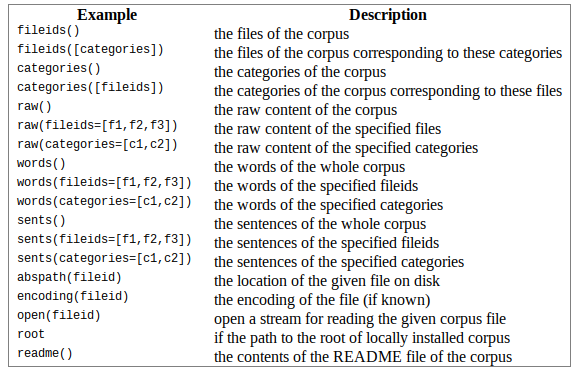 Example Description
fileids() the files of the corpus
fileids([categories]) the files of the corpus corresponding to these categories
categories() the categories of the corpus
categories([fileids]) the categories of the corpus corresponding to these files
raw() the raw content of the corpus
raw(fileids=[f1,f2,f3]) the raw content of the specified files
raw(categories=[c1,c2]) the raw content of the specified categories
words() the words of the whole corpus
words(fileids=[f1,f2,f3]) the words of the specified fileids
words(categories=[c1,c2]) the words of the specified categories
sents() the sentences of the whole corpus
sents(fileids=[f1,f2,f3]) the sentences of the specified fileids
sents(categories=[c1,c2]) the sentences of the specified categories
abspath(fileid) the location of the given file on disk
encoding(fileid) the encoding of the file (if known)
open(fileid) open a stream for reading the given corpus file
root if the path to the root of locally installed corpus
readme() the contents of the README file of the corpus